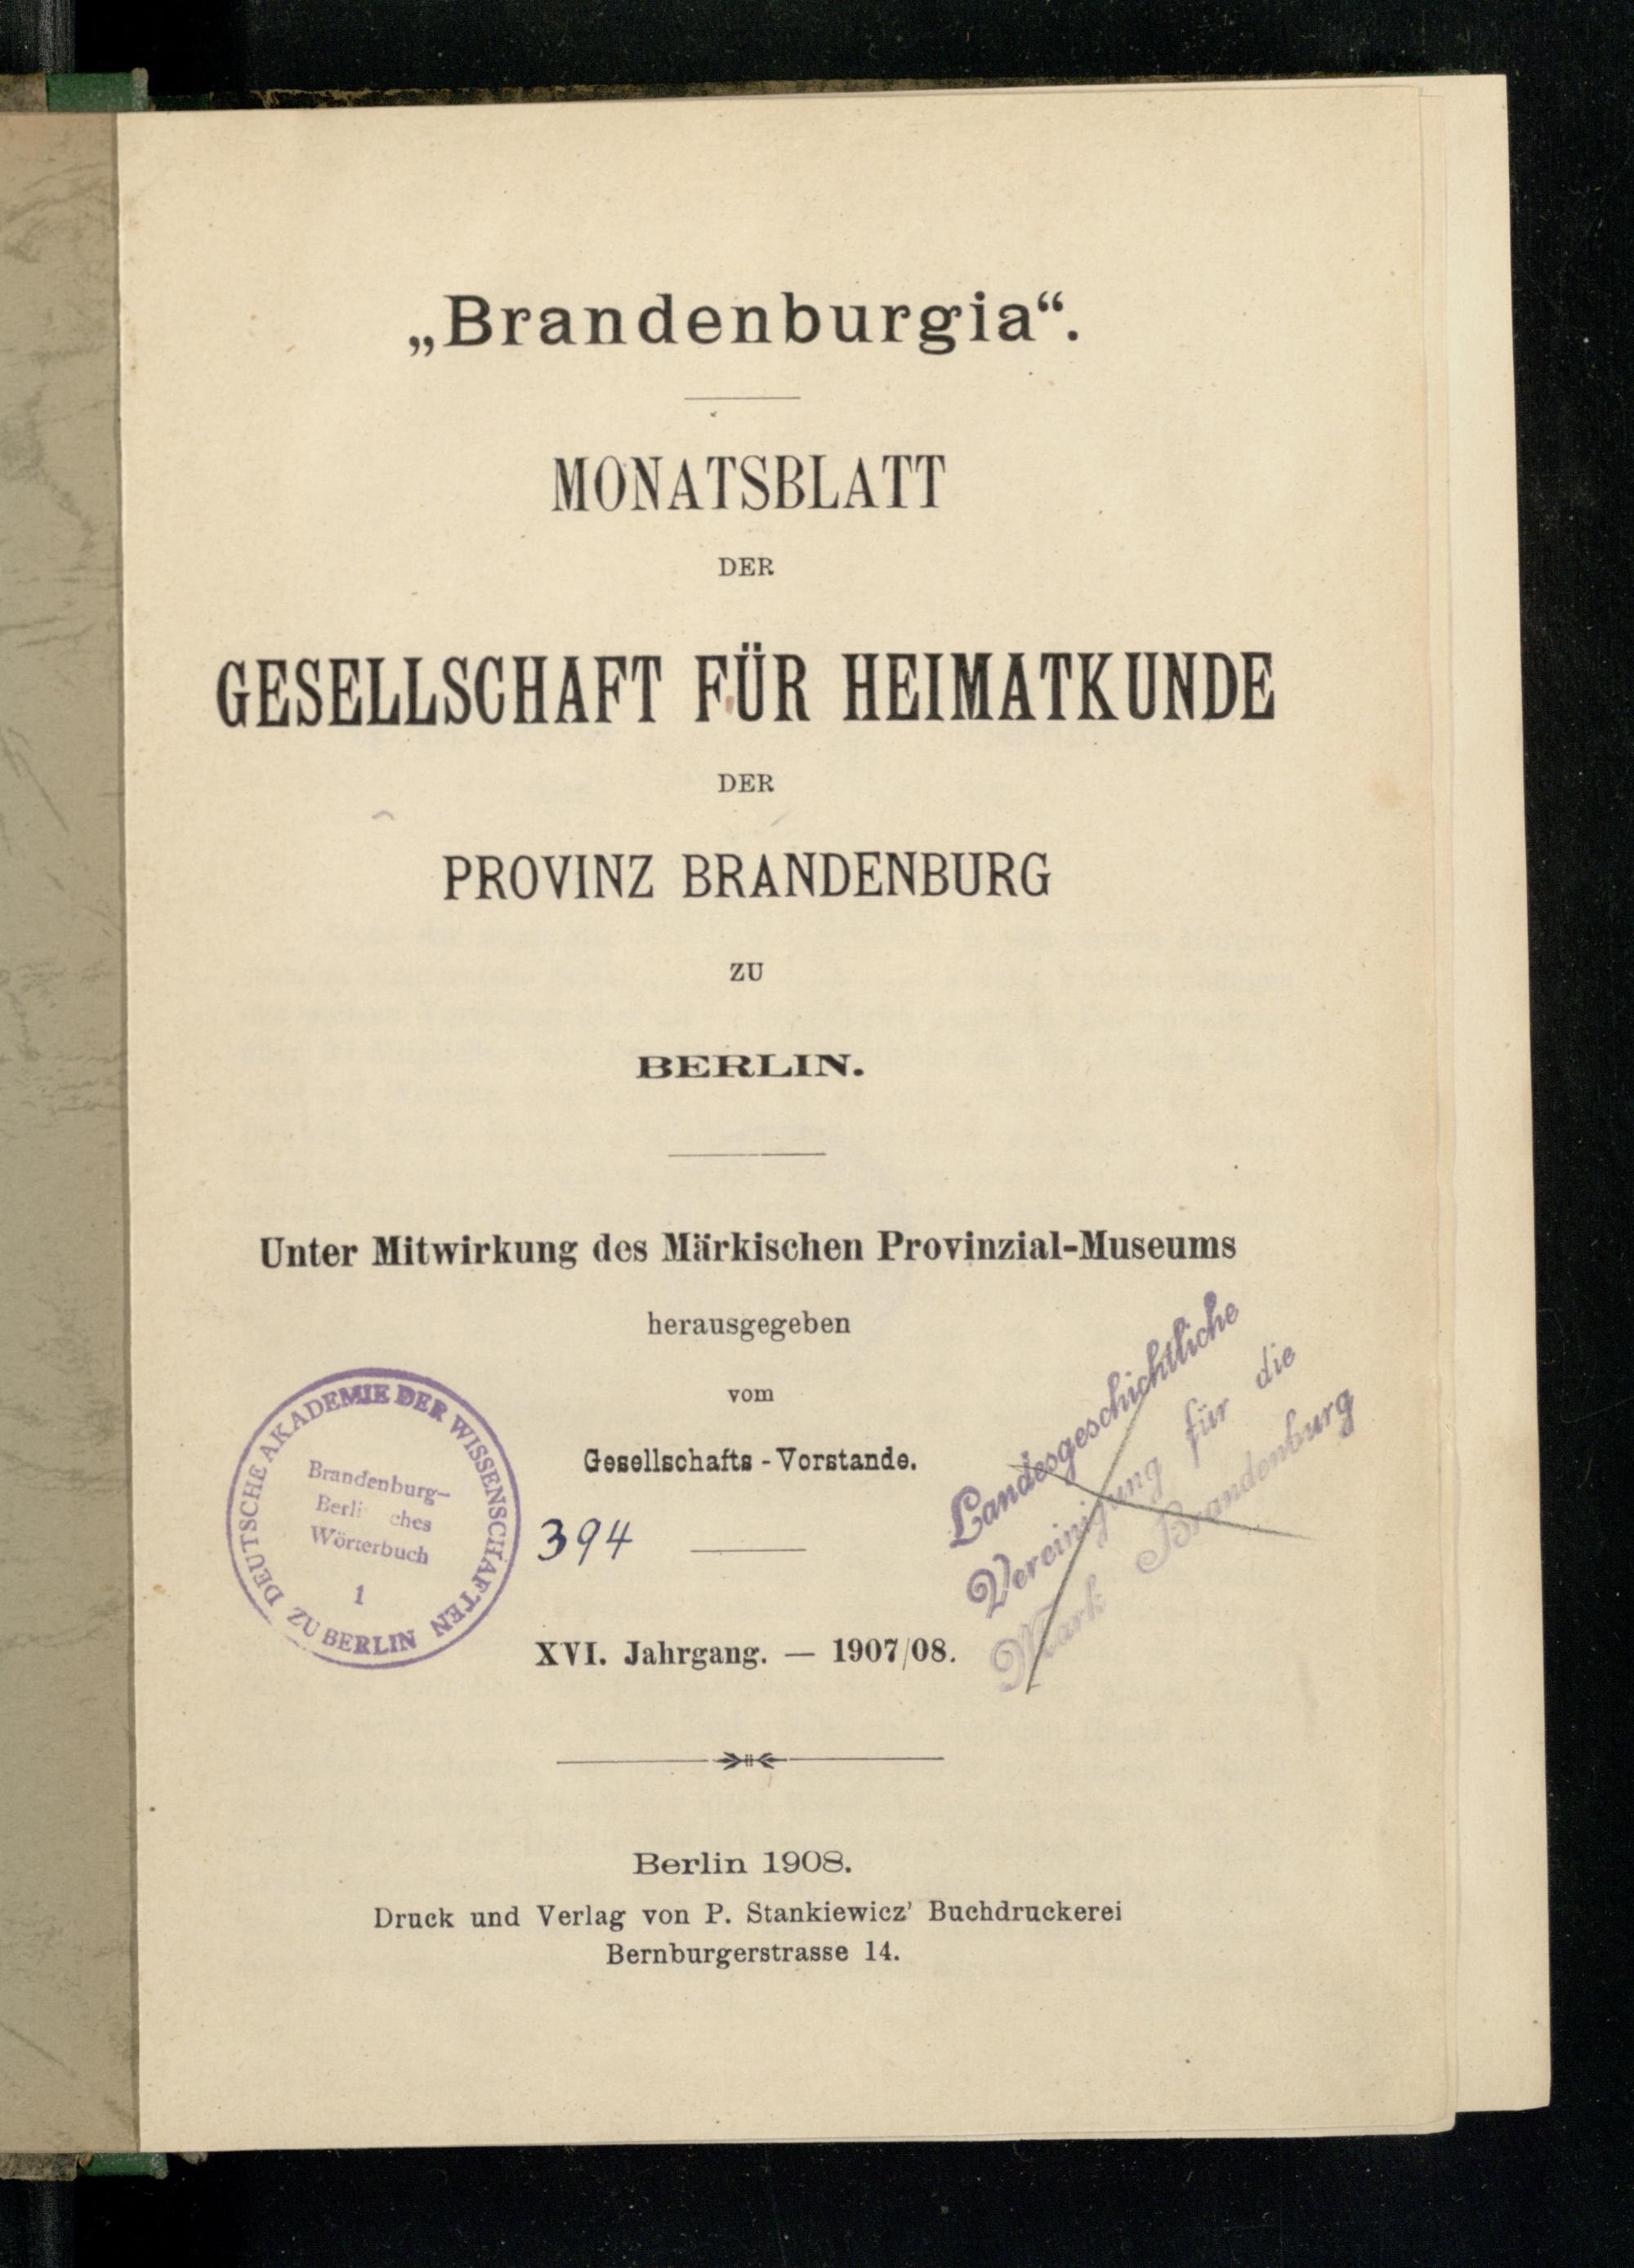 „Brandenburgia“.
MONATSBLATT
DER
GESELLSCHAFT FÜR HEIMATKUNDE
DER
PROVINZ BRANDENBURG
ZU
BERLIN.
Unter Mitwirkung des Märkischen Provinzial-Museums
herausgegeben
vom
Gesellschafts-Vorstande.
DEUTSCHE AKADEMIE DER WISSENSCHAFTEN
ZU BERLIN
Brandenburg-
Berli ches
Wörterbuch
1
394
Landesgeschichtliche
Vereinigung für die
Mark Brandenburg
XVI. Jahrgang. — 1907/08.
Berlin 1908.
Druck und Verlag von P. Stankiewicz' Buchdruckerei
Bernburgerstrasse 14.